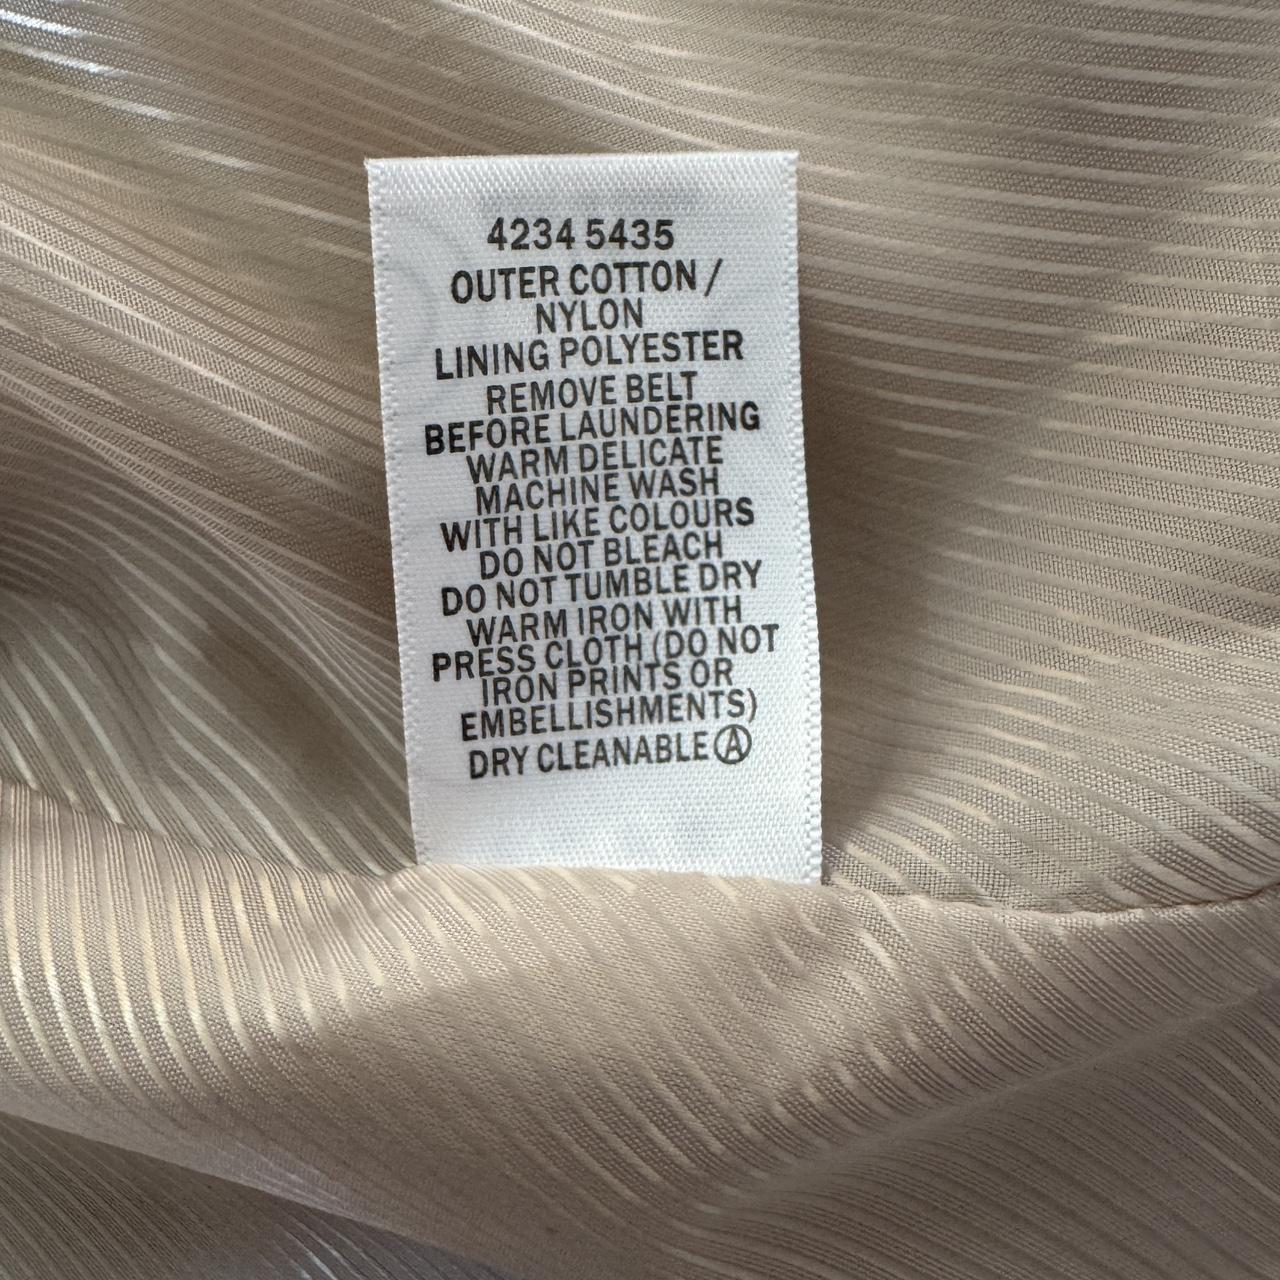 4234 5435
OUTER COTTON /
NYLON
LINING POLYESTER
REMOVE BELT
BEFORE LAUNDERING
WARM DELICATE
MACHINE WASH
WITH LIKE COLOURS
DO NOT BLEACH
DO NOT TUMBLE DRY
WARM IRON WITH
PRESS CLOTH (DO NOT
IRON PRINTS OR
EMBELLISHMENTS)
DRY CLEANABLE Ⓐ